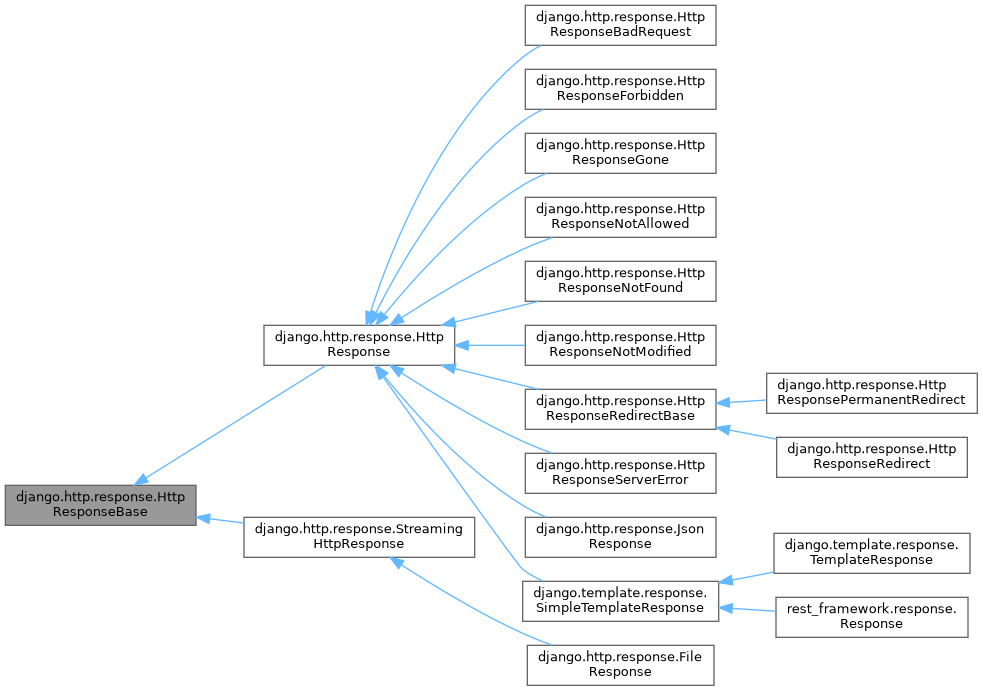 django.http.response.Http
ResponseBadRequest
django.http.response.Http
ResponseForbidden
django.http.response.Http
ResponseGone
django.http.response.Http
ResponseNotAllowed
django.http.response.Http
ResponseNotFound
django.http.response.Http
Response
django.http.response.Http
ResponseNotModified
django.http.response.Http
ResponseRedirectBase
django.http.response.Http
ResponsePermanentRedirect
django.http.response.Http
ResponseRedirect
django.http.response.Http
ResponseServerError
django.http.response.Http
ResponseBase
django.http.response.Streaming
HttpResponse
django.http.response.Json
Response
django.template.response.
SimpleTemplateResponse
django.template.response.
TemplateResponse
rest_framework.response.
Response
django.http.response.File
Response